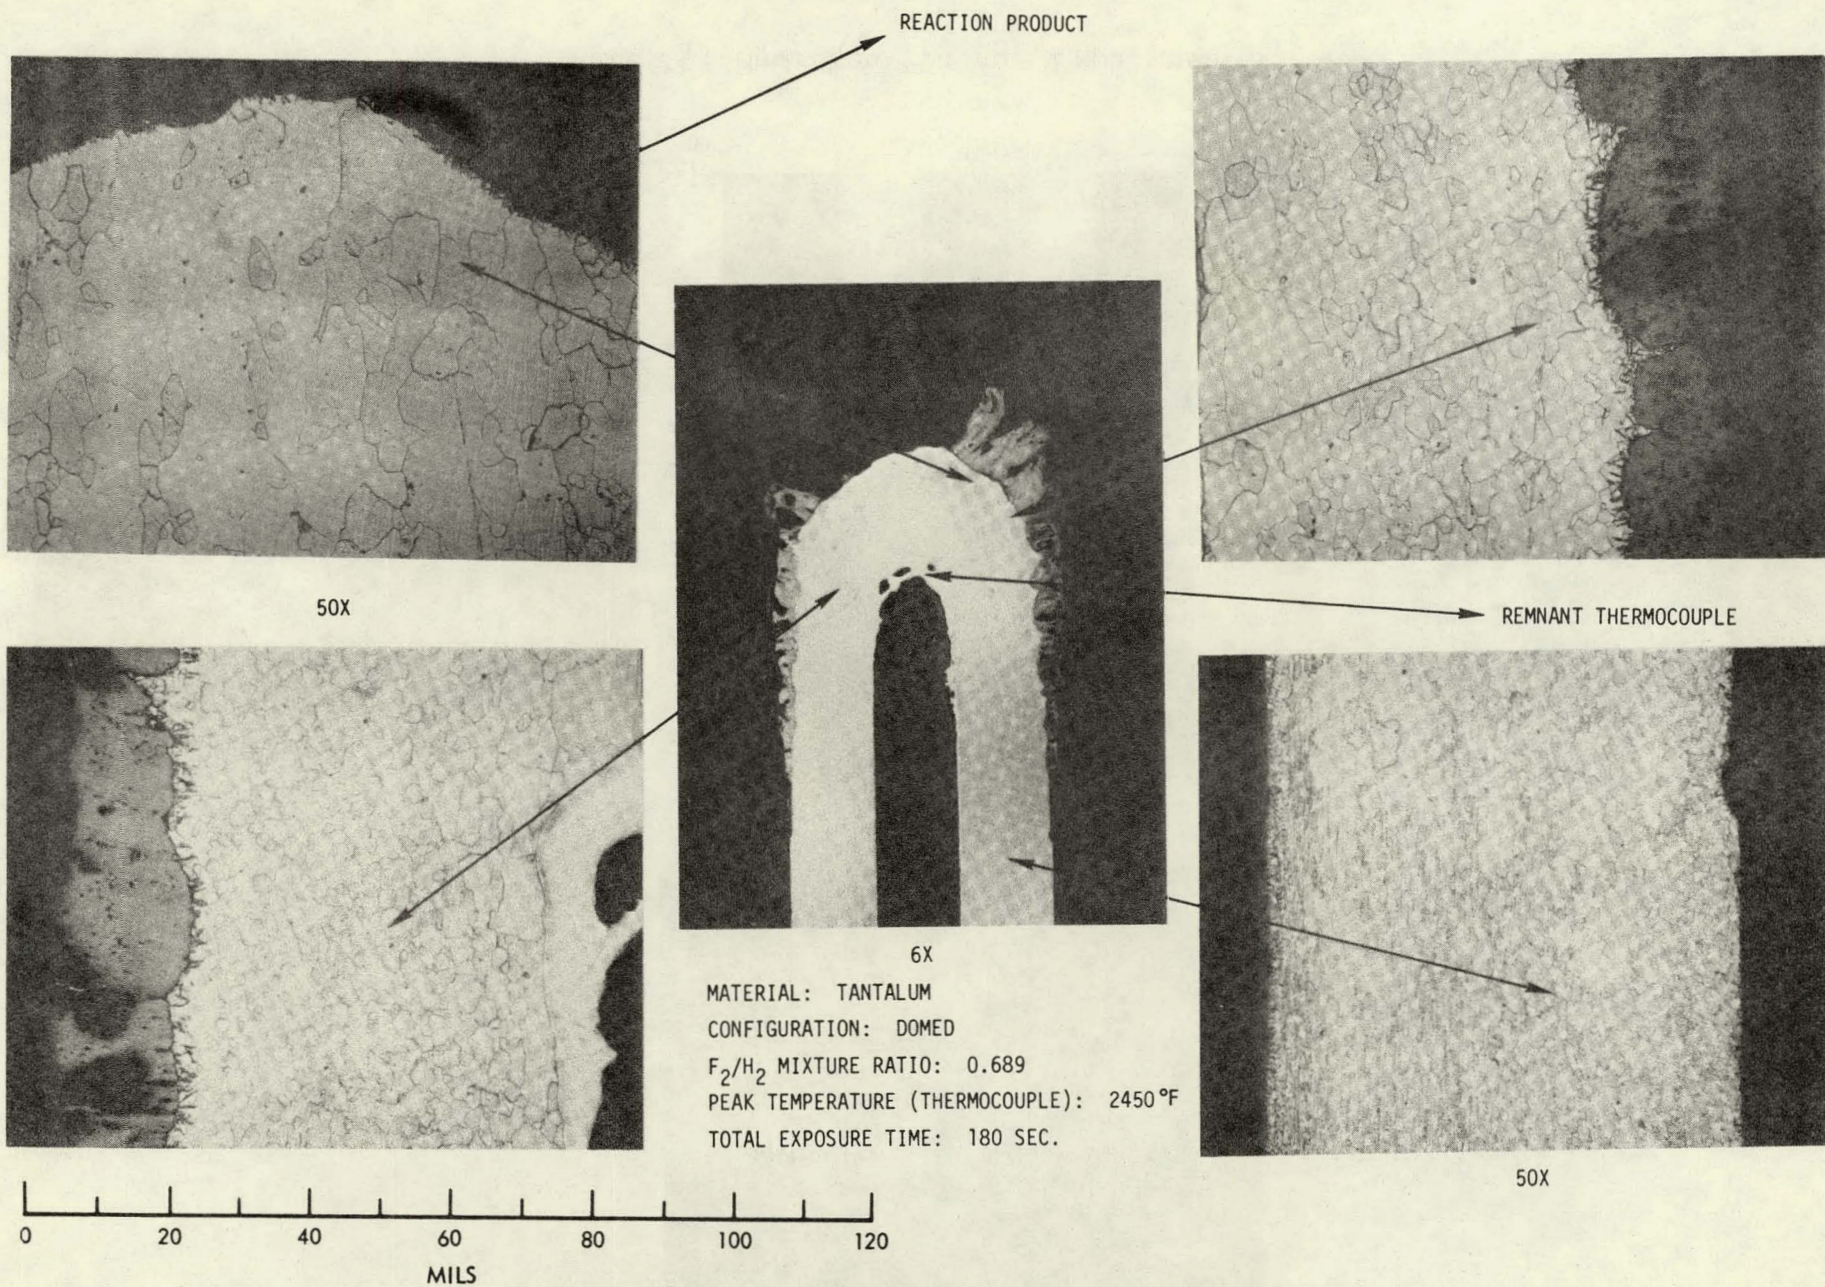 REACTION PRODUCT
50X
REMNANT THERMOCOUPLE
6X
MATERIAL: TANTALUM
CONFIGURATION: DOMED
F₂/H₂ MIXTURE RATIO: 0.689
PEAK TEMPERATURE (THERMOCOUPLE): 2450°F
TOTAL EXPOSURE TIME: 180 SEC.
50X
0 20 40 60 80 100 120
MILS